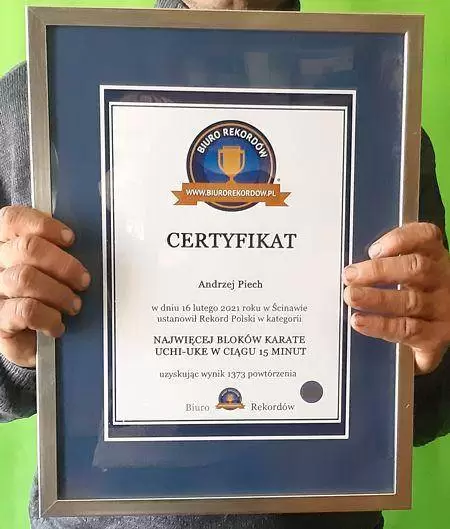 BIURO REKORDÓW
WWW.BIUROREKORDOW.PL
CERTYFIKAT
Andrzej Piech
w dniu 16 lutego 2021 roku w Ścinawie
ustanowił Rekord Polski w kategorii
NAJWIĘCEJ BLOKÓW KARATE
UCHI-UKE W CIĄGU 15 MINUT
uzyskując wynik 1373 powtórzenia
Biuro Rekordów